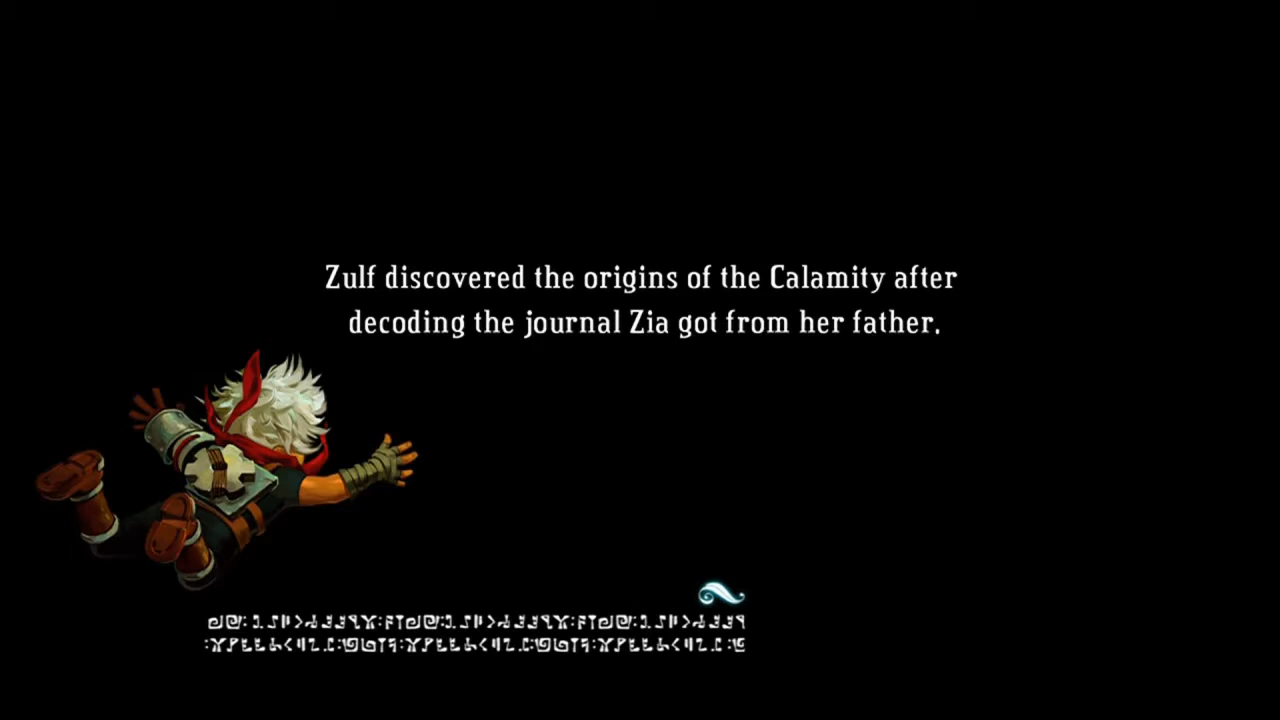 Zulf discovered the origins of the Calamity after
decoding the journal Zia got from her father.